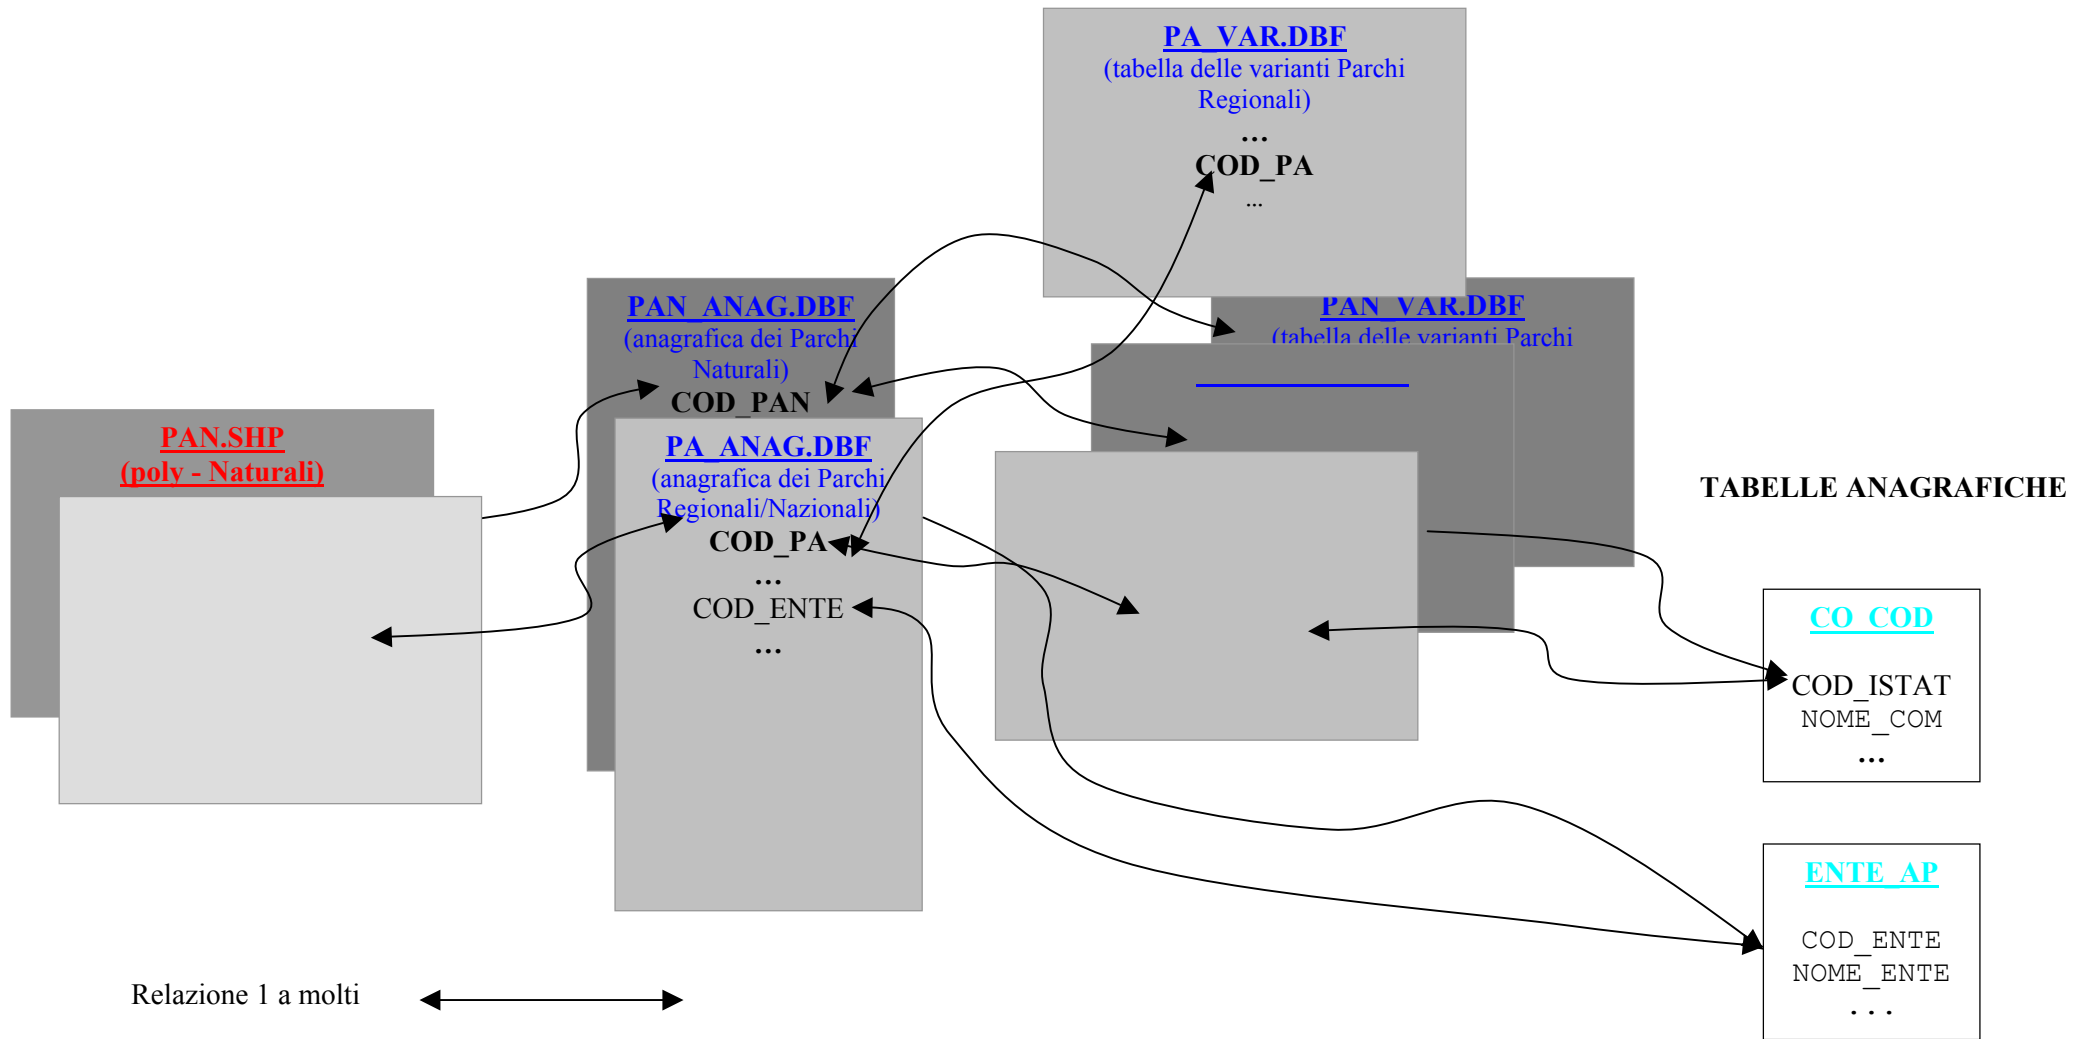 PA_VAR.DBF
(tabella delle varianti Parchi
Regionali)
...
COD_PA
...
PAN_ANAG.DBF
(anagrafica dei Parchi
Naturali)
COD_PAN
PAN_VAR.DBF
(tabella delle varianti Parchi
PAN.SHP
(poly - Naturali)
PA_ANAG.DBF
(anagrafica dei Parchi
Regionali/Nazionali)
COD_PA
...
COD_ENTE
...
TABELLE ANAGRAFICHE
CO_COD
COD_ISTAT
NOME_COM
...
ENTE_AP
COD_ENTE
NOME_ENTE
...
Relazione 1 a molti